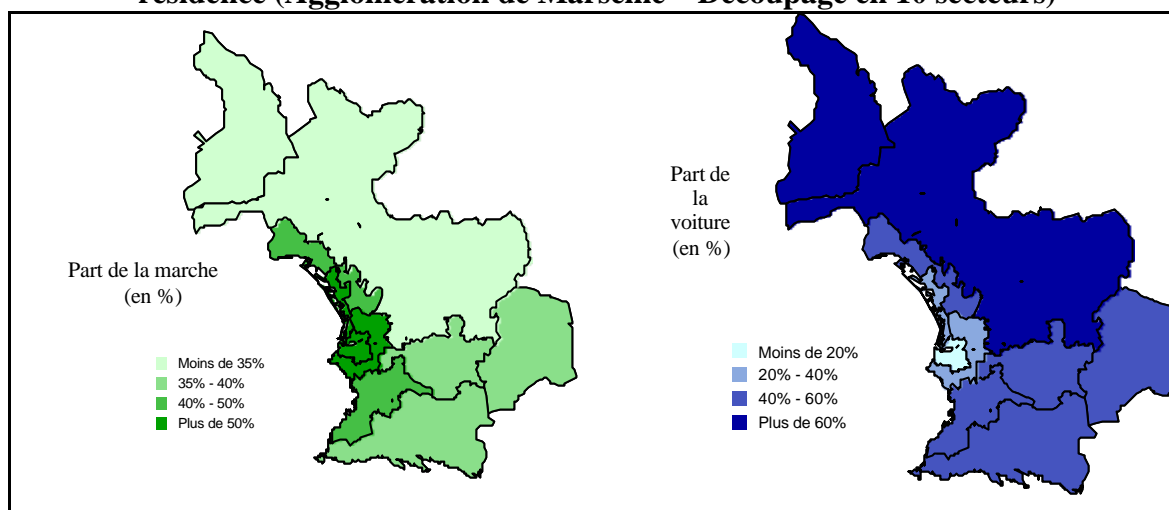 résidence (Agglomération de Marseille – Découpage en 10 secteurs)
Part de la marche
(en %)
Moins de 35%
35% - 40%
40% - 50%
Plus de 50%
Part de
la
voiture
(en %)
Moins de 20%
20% - 40%
40% - 60%
Plus de 60%